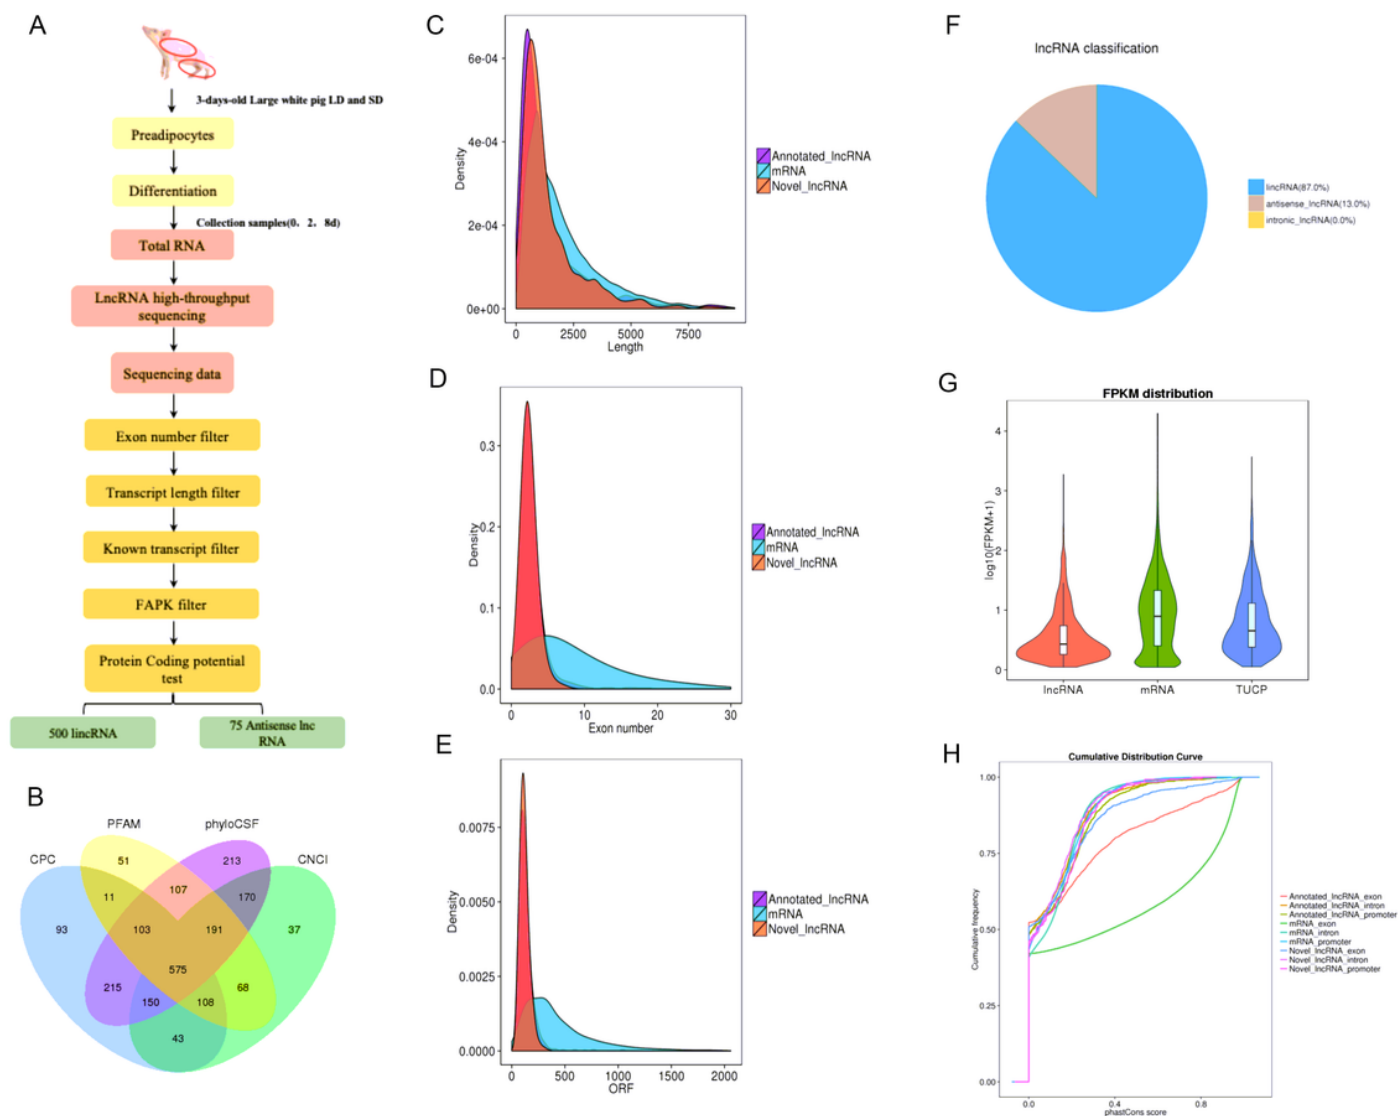 A
3-days-old Large white pig LD and SD
Preadipocytes
Differentiation
Collection samples(0、2、8d)
Total RNA
LncRNA high-throughput
sequencing
Sequencing data
Exon number filter
Transcript length filter
Known transcript filter
FAPK filter
Protein Coding potential
test
500 lincRNA
75 Antisense lnc
RNA
B
CPC
PFAM
phyloCSF
CNCI
51
213
11
107
170
93
103
191
37
575
215
150
108
68
43
C
Density
6e-04
4e-04
2e-04
0e+00
0
2500
5000
7500
Length
Annotated_lncRNA
mRNA
Novel_lncRNA
D
Density
0.3
0.2
0.1
0.0
0
10
20
30
Exon number
Annotated_lncRNA
mRNA
Novel_lncRNA
E
Density
0.0075
0.0050
0.0025
0.0000
0
500
1000
1500
2000
ORF
Annotated_lncRNA
mRNA
Novel_lncRNA
F
lncRNA classification
lincRNA(87.0%)
antisense_lncRNA(13.0%)
intronic_lncRNA(0.0%)
G
FPKM distribution
log10(FPKM+1)
4
3
2
1
0
lncRNA
mRNA
TUCP
H
Cumulative Distribution Curve
Cumulative frequency
1.00
0.75
0.50
0.25
0.00
0.0
0.4
0.8
phastCons score
Annotated_lncRNA_exon
Annotated_lncRNA_intron
Annotated_lncRNA_promoter
mRNA_exon
mRNA_intron
mRNA_promoter
Novel_lncRNA_exon
Novel_lncRNA_intron
Novel_lncRNA_promoter